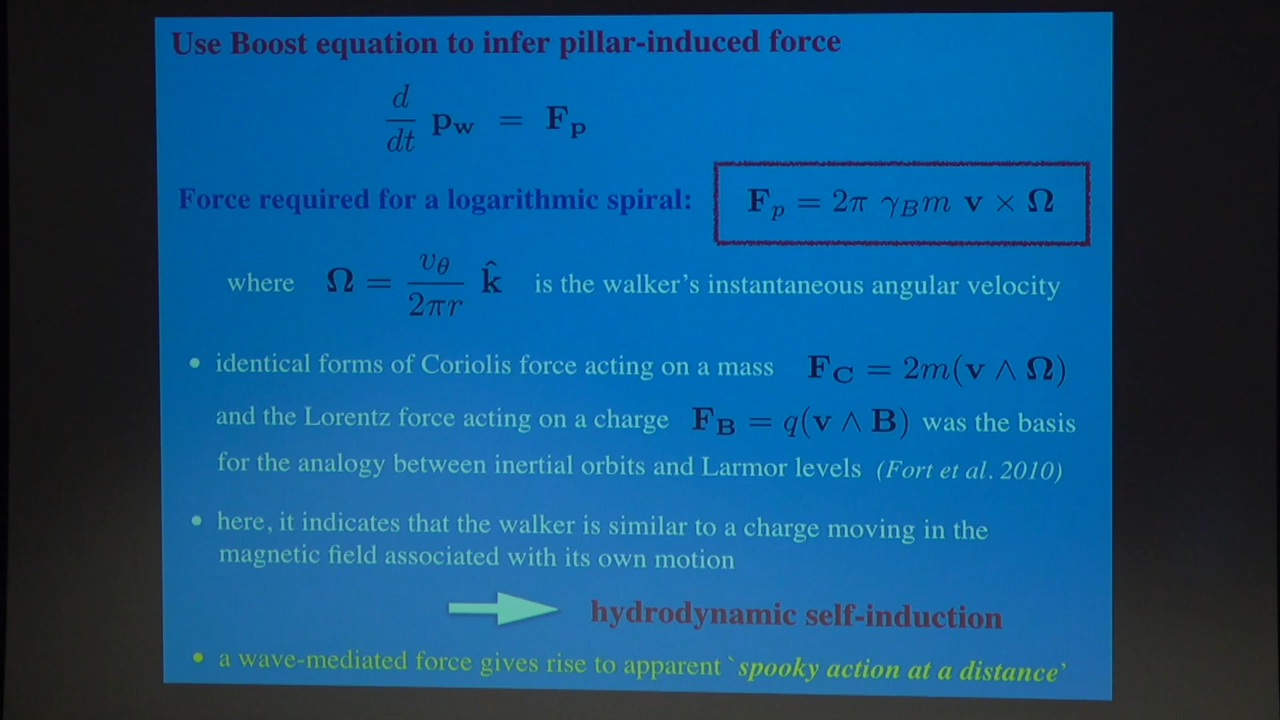 Use Boost equation to infer pillar-induced force
d/dt p_w = F_p
Force required for a logarithmic spiral: F_p = 2π γ_B m v × Ω
where Ω = v_θ/2πr k̂ is the walker's instantaneous angular velocity
• identical forms of Coriolis force acting on a mass F_C = 2m(v ∧ Ω)
and the Lorentz force acting on a charge F_B = q(v ∧ B) was the basis
for the analogy between inertial orbits and Larmor levels (Fort et al. 2010)
• here, it indicates that the walker is similar to a charge moving in the
magnetic field associated with its own motion
hydrodynamic self-induction
• a wave-mediated force gives rise to apparent `spooky action at a distance'